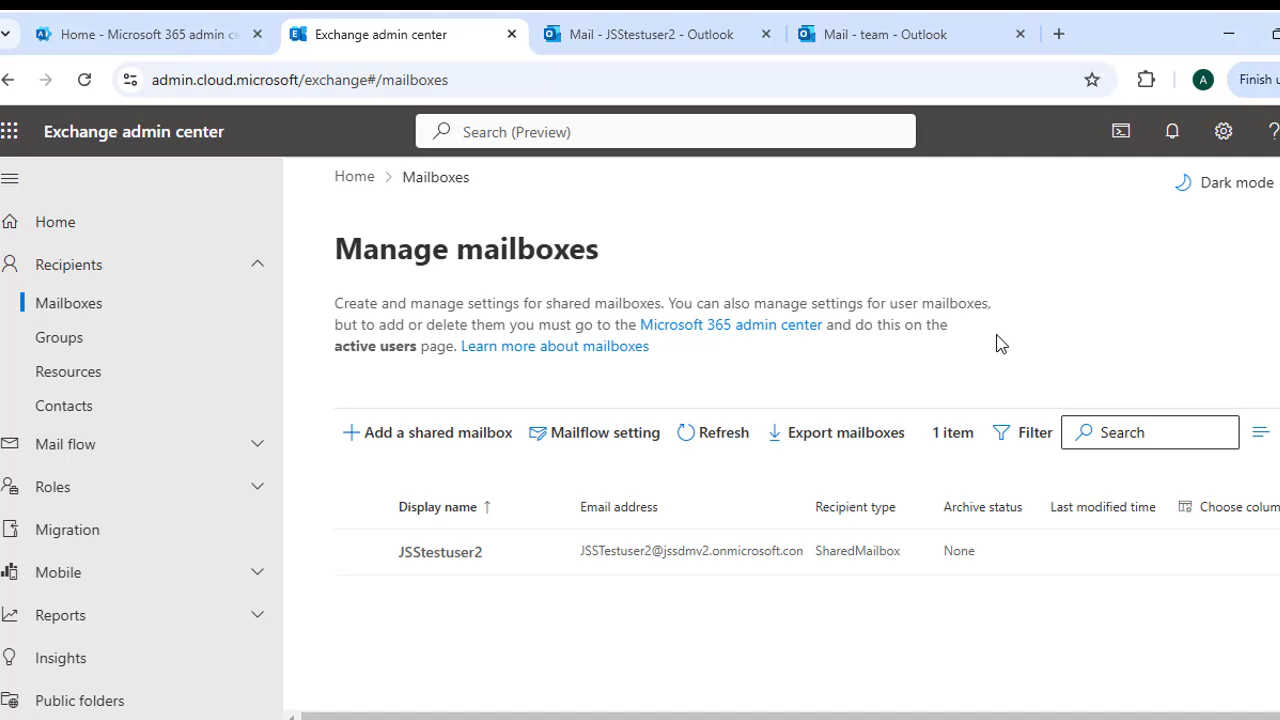 Home - Microsoft 365 admin ce
Exchange admin center
Mail - JSStestuser2 - Outlook
Mail - team - Outlook
admin.cloud.microsoft/exchange#/mailboxes
A
Finish u
Exchange admin center
Search (Preview)
?
Home > Mailboxes
Dark mode
Home
Recipients
Mailboxes
Groups
Resources
Contacts
Mail flow
Roles
Migration
Mobile
Reports
Insights
Public folders
Manage mailboxes
Create and manage settings for shared mailboxes. You can also manage settings for user mailboxes,
but to add or delete them you must go to the Microsoft 365 admin center and do this on the
active users page. Learn more about mailboxes
Add a shared mailbox Mailflow setting Refresh Export mailboxes 1 item Filter Search
Display name ↑ Email address Recipient type Archive status Last modified time Choose colum
JSStestuser2 JSSTestuser2@jssdmv2.onmicrosoft.con SharedMailbox None